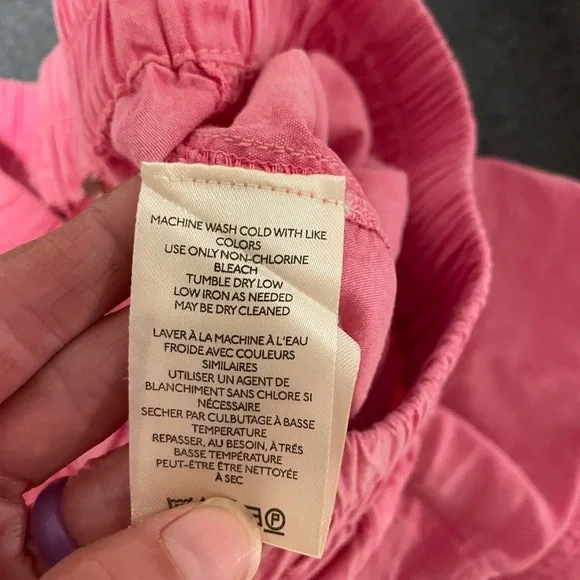 MACHINE WASH COLD WITH LIKE
COLORS
USE ONLY NON-CHLORINE
BLEACH
TUMBLE DRY LOW
LOW IRON AS NEEDED
MAY BE DRY CLEANED
LAVER À LA MACHINE À L'EAU
FROIDE AVEC COULEURS
SIMILAIRES
UTILISER UN AGENT DE
BLANCHIMENT SANS CHLORE SI
NÉCESSAIRE
SECHER PAR CULBUTAGE À BASSE
TEMPERATURE
REPASSER, AU BESOIN, À TRÉS
BASSE TEMPÉRATURE
PEUT-ÊTRE ÊTRE NETTOYÉE
À SEC
P